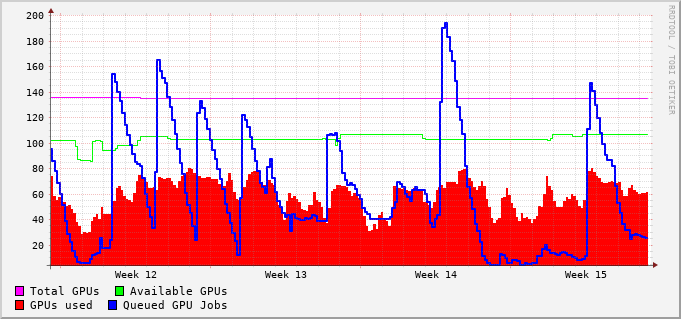 RRDTOOL / TOBI OETIKER
200
180
160
140
120
100
80
60
40
20
Week 12 Week 13 Week 14 Week 15
Total GPUs Available GPUs
GPUs used Queued GPU Jobs